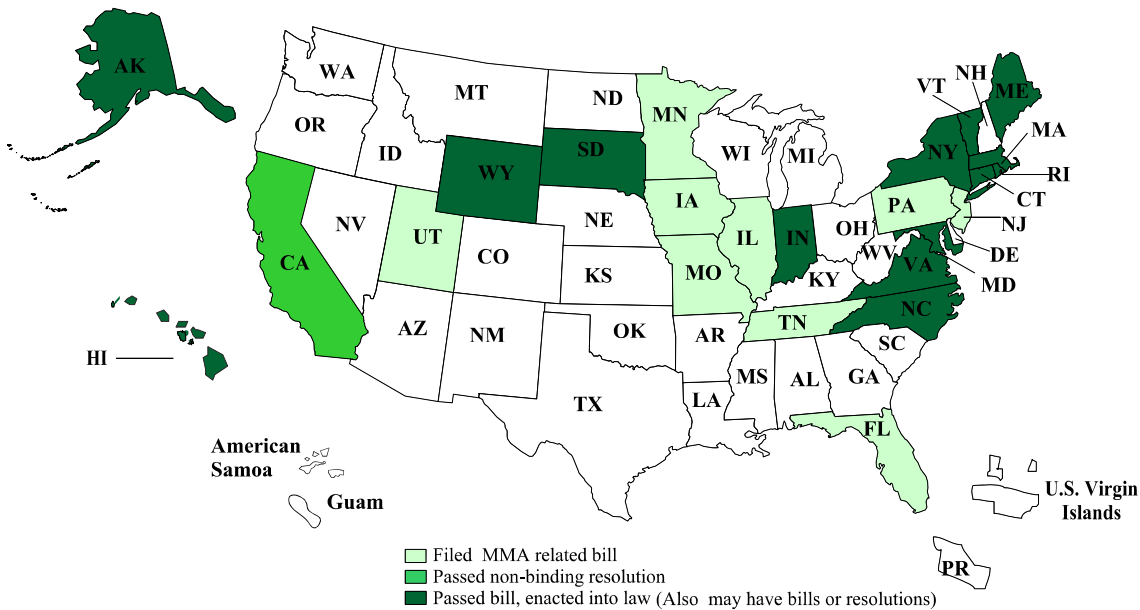 AK
WA
MT
ND
MN
VT
NH
ME
OR
ID
WY
SD
WI
MI
NY
MA
RI
CT
NV
UT
CO
NE
IA
IL
IN
OH
PA
NJ
DE
MD
CA
KS
MO
KY
WV
VA
NC
AZ
NM
OK
AR
TN
SC
HI
TX
LA
MS
AL
GA
FL
American
Samoa
Guam
U.S. Virgin
Islands
PR
Filed MMA related bill
Passed non-binding resolution
Passed bill, enacted into law (Also may have bills or resolutions)